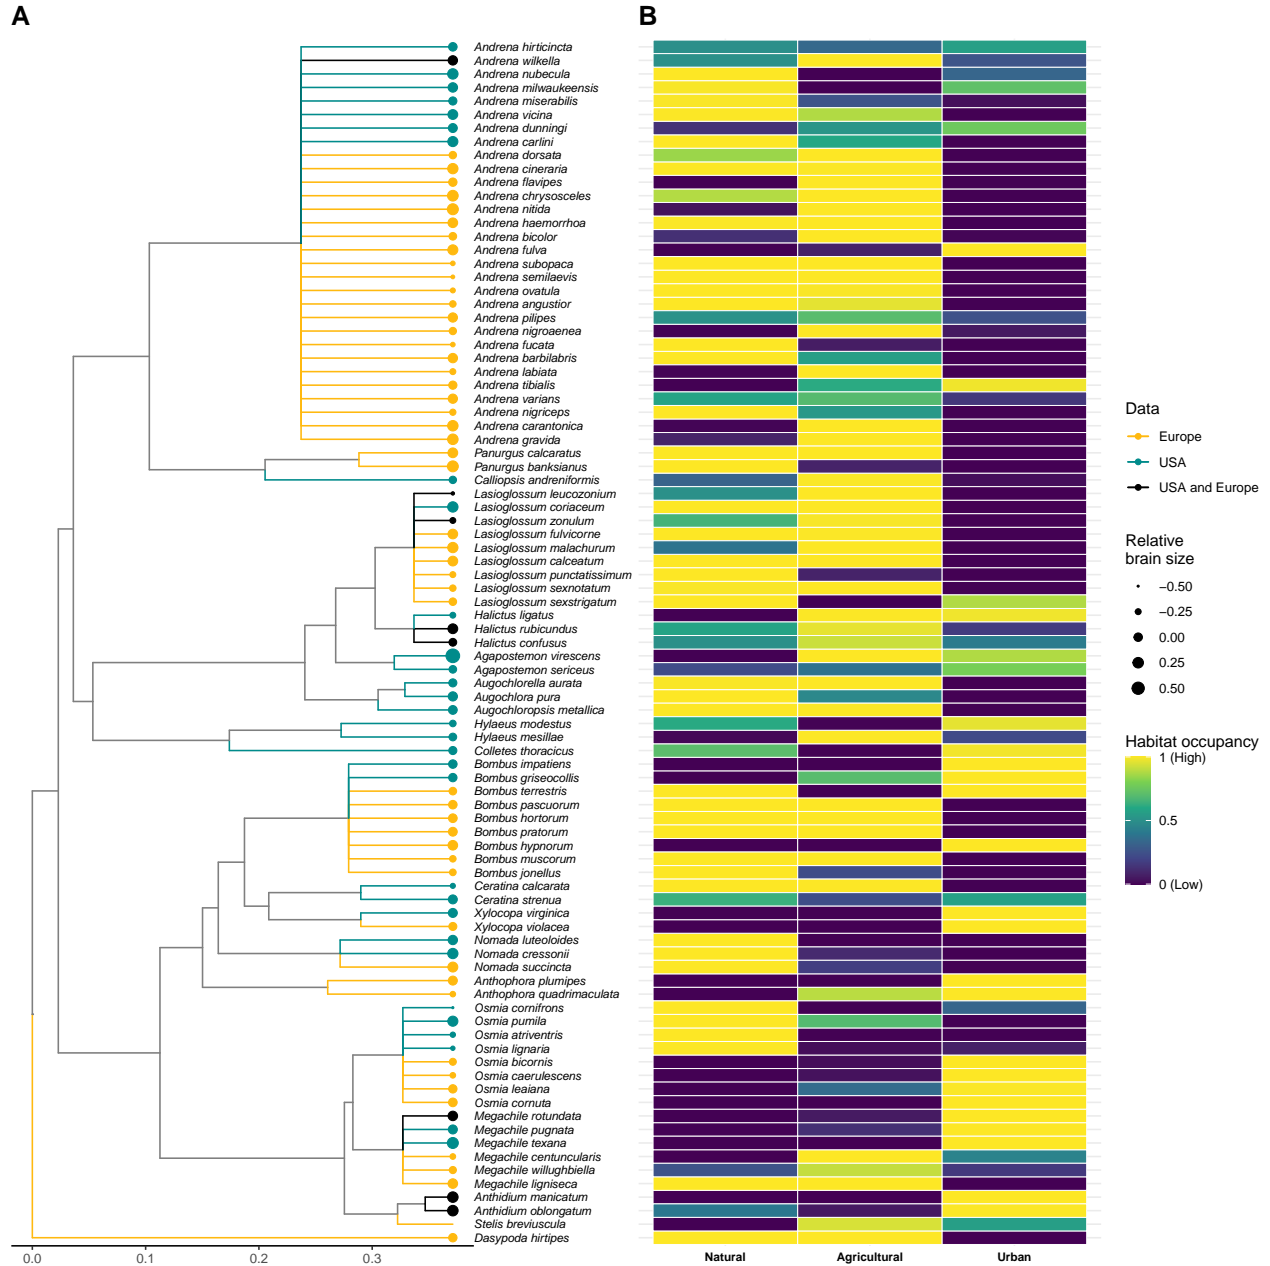 A
B
Andrena hirticincta
Andrena wilkella
Andrena nubecula
Andrena milwaukeensis
Andrena miserabilis
Andrena vicina
Andrena dunningi
Andrena carlini
Andrena dorsata
Andrena cineraria
Andrena flavipes
Andrena chrysosceles
Andrena nitida
Andrena haemorrhoa
Andrena bicolor
Andrena fulva
Andrena subopaca
Andrena semilaevis
Andrena ovatula
Andrena angustior
Andrena pilipes
Andrena nigroaenea
Andrena fucata
Andrena barbilabris
Andrena labiata
Andrena tibialis
Andrena varians
Andrena nigriceps
Andrena carantonica
Andrena gravida
Panurgus calcaratus
Panurgus banksianus
Calliopsis andreniformis
Lasioglossum leucozonium
Lasioglossum coriaceum
Lasioglossum zonulum
Lasioglossum fulvicorne
Lasioglossum malachurum
Lasioglossum calceatum
Lasioglossum punctatissimum
Lasioglossum sexnotatum
Lasioglossum sexstrigatum
Halictus ligatus
Halictus rubicundus
Halictus confusus
Agapostemon virescens
Agapostemon sericeus
Augochlorella aurata
Augochlora pura
Augochloropsis metallica
Hylaeus modestus
Hylaeus mesillae
Colletes thoracicus
Bombus impatiens
Bombus griseocollis
Bombus terrestris
Bombus pascuorum
Bombus hortorum
Bombus pratorum
Bombus hypnorum
Bombus muscorum
Bombus jonellus
Ceratina calcarata
Ceratina strenua
Xylocopa virginica
Xylocopa violacea
Nomada luteoloides
Nomada cressonii
Nomada succincta
Anthophora plumipes
Anthophora quadrimaculata
Osmia cornifrons
Osmia pumila
Osmia atriventris
Osmia lignaria
Osmia bicornis
Osmia caerulescens
Osmia leaiana
Osmia cornuta
Megachile rotundata
Megachile pugnata
Megachile texana
Megachile centuncularis
Megachile willughbiella
Megachile ligniseca
Anthidium manicatum
Anthidium oblongatum
Stelis breviuscula
Dasypoda hirtipes
0.0 0.1 0.2 0.3
Natural Agricultural Urban
Data
Europe
USA
USA and Europe
Relative
brain size
−0.50
−0.25
0.00
0.25
0.50
Habitat occupancy
1 (High)
0.5
0 (Low)